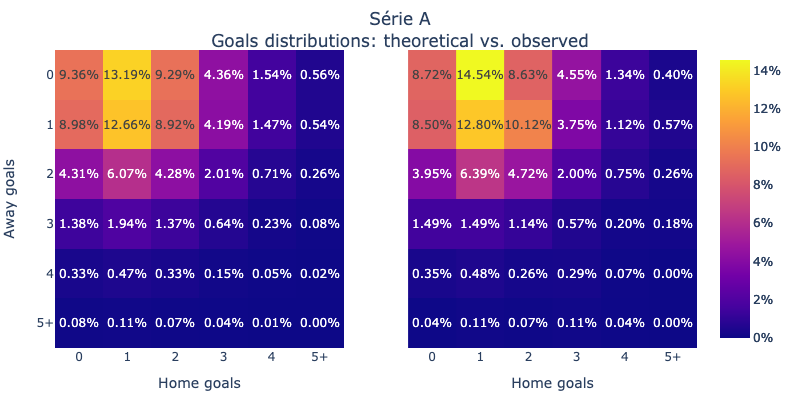 Série A
Goals distributions: theoretical vs. observed
0 9.36% 13.19% 9.29% 4.36% 1.54% 0.56% 8.72% 14.54% 8.63% 4.55% 1.34% 0.40% 14%
12%
1 8.98% 12.66% 8.92% 4.19% 1.47% 0.54% 8.50% 12.80% 10.12% 3.75% 1.12% 0.57%
10%
2 4.31% 6.07% 4.28% 2.01% 0.71% 0.26% 3.95% 6.39% 4.72% 2.00% 0.75% 0.26%
8%
Away goals
6%
3 1.38% 1.94% 1.37% 0.64% 0.23% 0.08% 1.49% 1.49% 1.14% 0.57% 0.20% 0.18%
4%
4 0.33% 0.47% 0.33% 0.15% 0.05% 0.02% 0.35% 0.48% 0.26% 0.29% 0.07% 0.00%
2%
5+ 0.08% 0.11% 0.07% 0.04% 0.01% 0.00% 0.04% 0.11% 0.07% 0.11% 0.04% 0.00%
0%
0 1 2 3 4 5+ 0 1 2 3 4 5+
Home goals Home goals